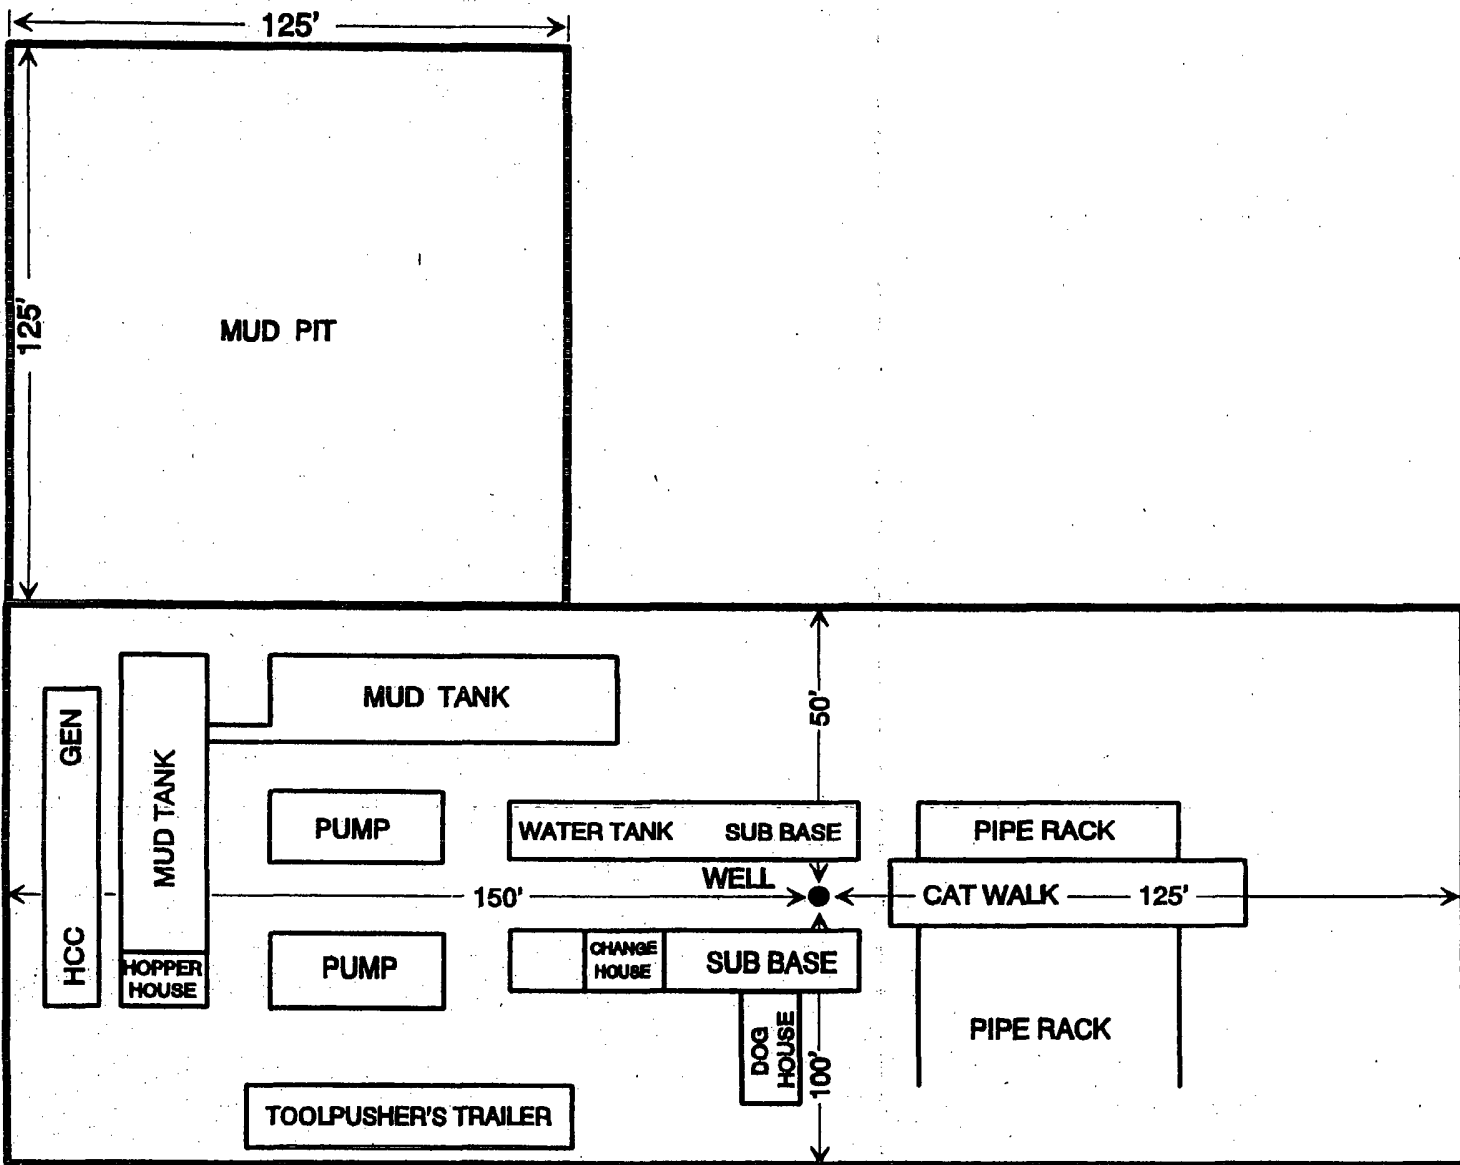 125'
125'
MUD PIT
MUD TANK
50'
GEN
MUD TANK
PUMP
WATER TANK
SUB BASE
PIPE RACK
WELL
150'
CAT WALK
125'
HCC
HOPPER
HOUSE
PUMP
CHANGE
HOUSE
SUB BASE
DOG
HOUSE
100'
PIPE RACK
TOOLPUSHER'S TRAILER